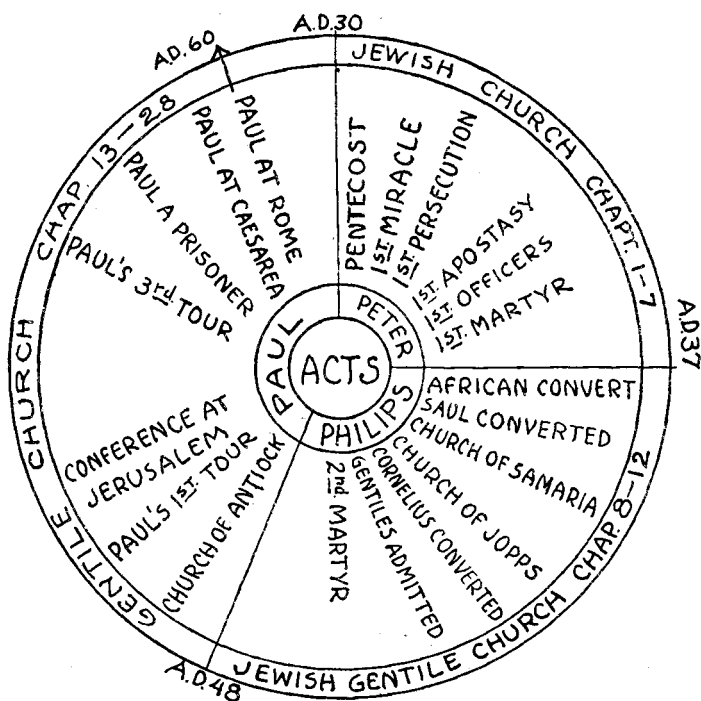 A.D.30
JEWISH CHURCH CHAPT. 1-7
PENTECOST
1ST. MIRACLE
1ST. PERSECUTION
1ST. APOSTASY
1ST. OFFICERS
1ST. MARTYR
A.D.37
AFRICAN CONVERT
SAUL CONVERTED
CHURCH OF SAMARIA
CHURCH OF JOPPS
CORNELIUS CONVERTED
GENTILES ADMITTED
2nd. MARTYR
JEWISH GENTILE CHURCH CHAP. 8-12
A.D.48
CHURCH OF ANTIOCK
PAUL'S 1ST. TOUR
CONFERENCE AT
JERUSALEM
PAUL'S 3rd. TOUR
PAUL A PRISONER
PAUL AT CAESAREA
PAUL AT ROME
GENTILE CHURCH CHAP. 13-28
A.D.60
PETER
PHILIPS
PAUL
ACTS